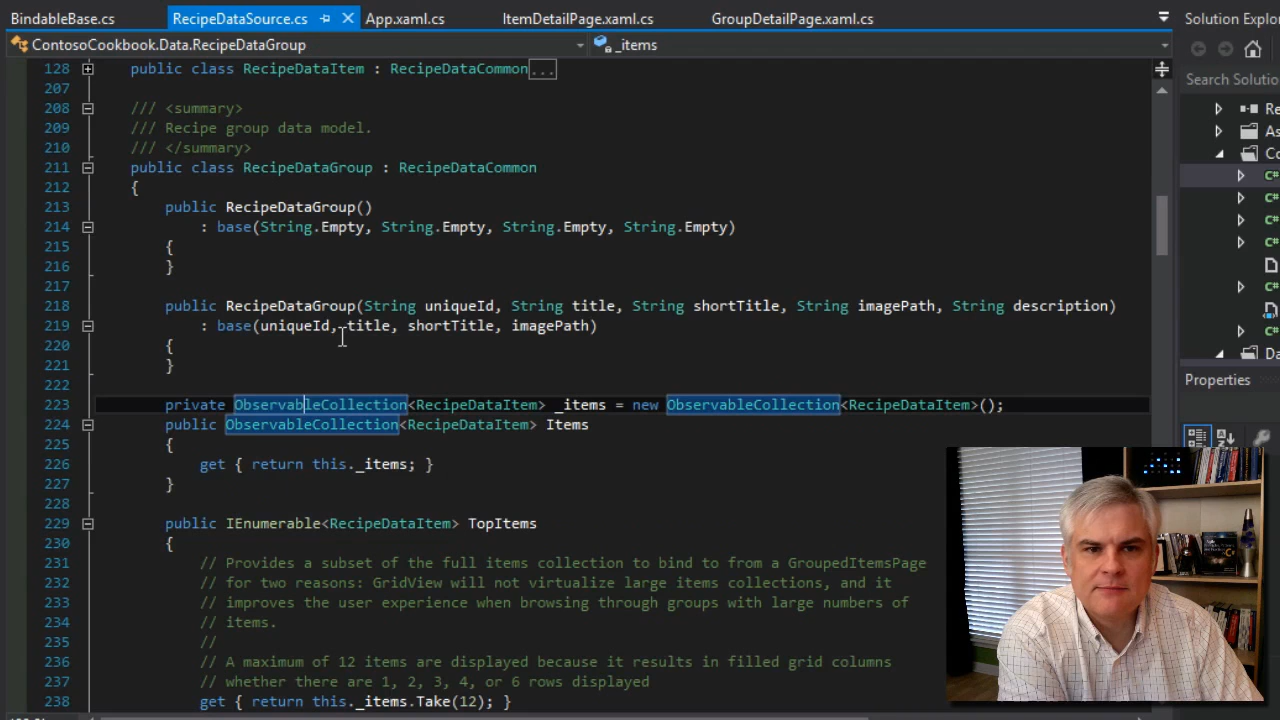 BindableBase.cs RecipeDataSource.cs App.xaml.cs ItemDetailPage.xaml.cs GroupDetailPage.xaml.cs Solution Explo
ContosoCookbook.Data.RecipeDataGroup _items
Search Solutio
128 public class RecipeDataItem : RecipeDataCommon...
207
208 /// <summary>
209 /// Recipe group data model.
210 /// </summary>
211 public class RecipeDataGroup : RecipeDataCommon
212 {
213 public RecipeDataGroup()
214 : base(String.Empty, String.Empty, String.Empty, String.Empty)
215 {
216 }
217
218 public RecipeDataGroup(String uniqueId, String title, String shortTitle, String imagePath, String description)
219 : base(uniqueId, title, shortTitle, imagePath)
220 {
221 }
222
223 private ObservableCollection<RecipeDataItem> _items = new ObservableCollection<RecipeDataItem>();
224 public ObservableCollection<RecipeDataItem> Items
225 {
226 get { return this._items; }
227 }
228
229 public IEnumerable<RecipeDataItem> TopItems
230 {
231 // Provides a subset of the full items collection to bind to from a GroupedItemsPage
232 // for two reasons: GridView will not virtualize large items collections, and it
233 // improves the user experience when browsing through groups with large numbers of
234 // items.
235 //
236 // A maximum of 12 items are displayed because it results in filled grid columns
237 // whether there are 1, 2, 3, 4, or 6 rows displayed
238 get { return this._items.Take(12); }
Re
As
Co
C#
C#
C#
C#
C#
C#
Da
Properties